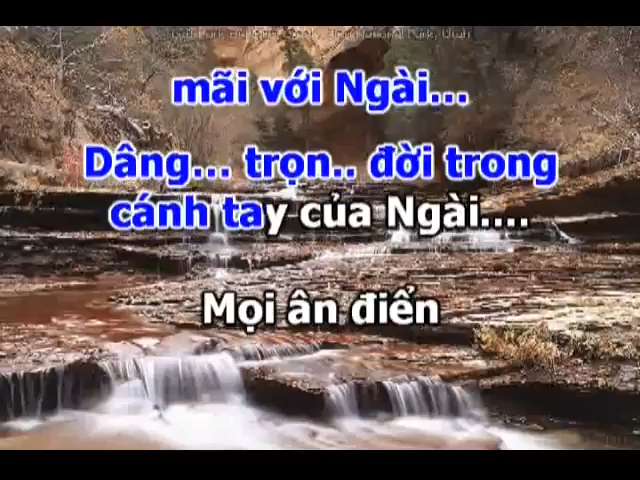 mãi với Ngài...
Dâng... trọn.. đời trong
cánh tay của Ngài....
Mọi ân điển